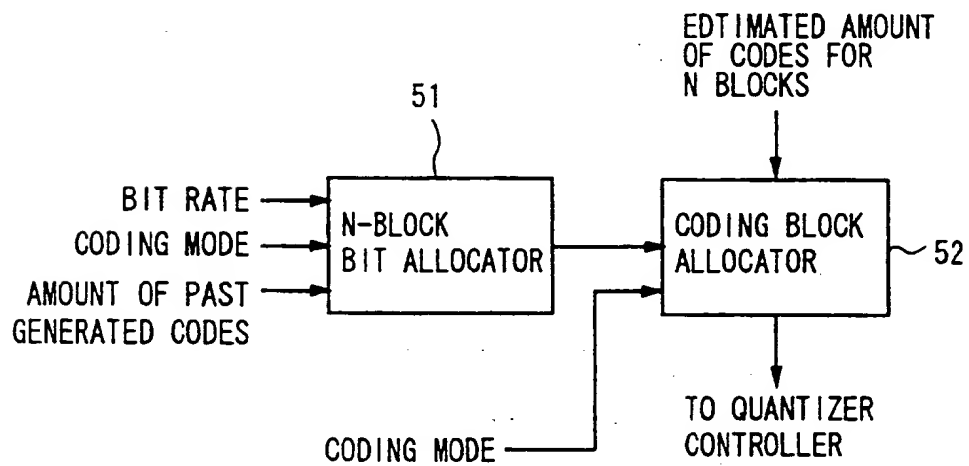 EDTIMATED AMOUNT
OF CODES FOR
N BLOCKS
51
BIT RATE
CODING MODE
AMOUNT OF PAST
GENERATED CODES
N-BLOCK
BIT ALLOCATOR
CODING BLOCK
ALLOCATOR
52
TO QUANTIZER
CONTROLLER
CODING MODE